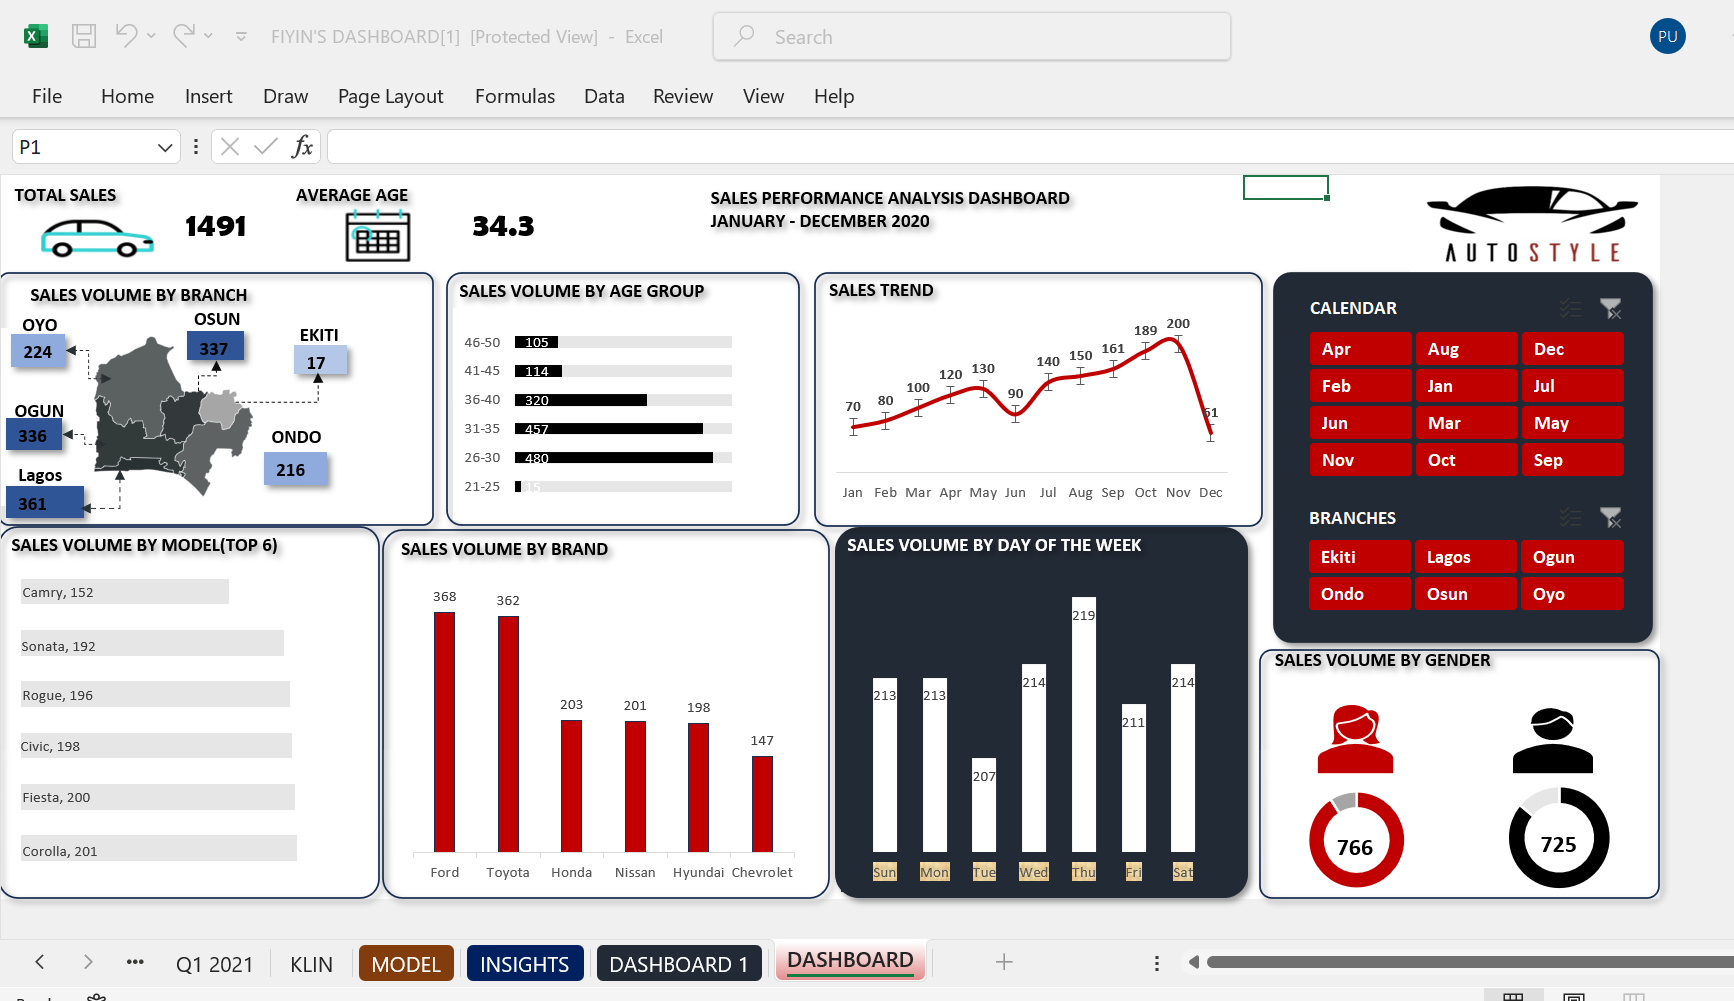 FIYIN'S DASHBOARD[1] [Protected View] - Excel
Search
PU
File Home Insert Draw Page Layout Formulas Data Review View Help
P1
fx
TOTAL SALES
1491
AVERAGE AGE
34.3
SALES PERFORMANCE ANALYSIS DASHBOARD
JANUARY - DECEMBER 2020
AUTOSTYLE
SALES VOLUME BY BRANCH
OYO
224
OSUN
337
EKITI
17
OGUN
336
ONDO
216
Lagos
361
SALES VOLUME BY AGE GROUP
46-50 105
41-45 114
36-40 320
31-35 457
26-30 480
21-25 15
SALES TREND
70 80 100 120 130 90 140 150 161 189 200 61
Jan Feb Mar Apr May Jun Jul Aug Sep Oct Nov Dec
CALENDAR
Apr Aug Dec
Feb Jan Jul
Jun Mar May
Nov Oct Sep
BRANCHES
Ekiti Lagos Ogun
Ondo Osun Oyo
SALES VOLUME BY MODEL(TOP 6)
Camry, 152
Sonata, 192
Rogue, 196
Civic, 198
Fiesta, 200
Corolla, 201
SALES VOLUME BY BRAND
368 362 203 201 198 147
Ford Toyota Honda Nissan Hyundai Chevrolet
SALES VOLUME BY DAY OF THE WEEK
213 213 207 214 219 211 214
Sun Mon Tue Wed Thu Fri Sat
SALES VOLUME BY GENDER
766
725
Q1 2021 KLIN MODEL INSIGHTS DASHBOARD 1 DASHBOARD